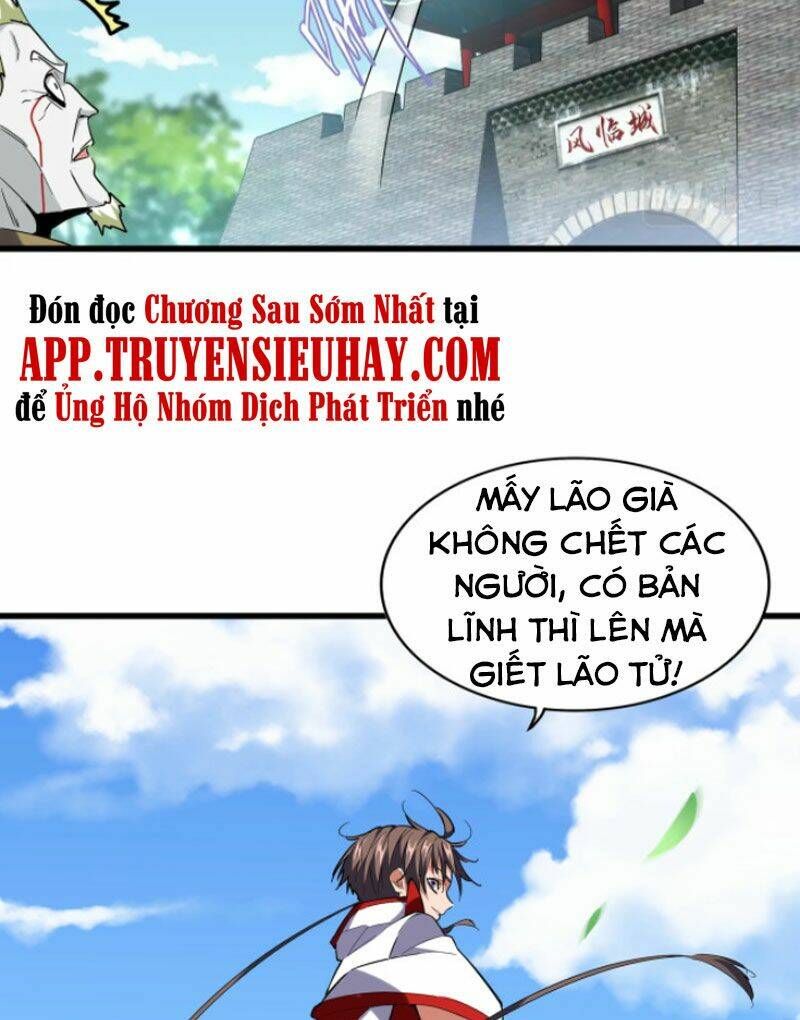 风临城
Đón đọc Chương Sau Sớm Nhất tại
APP.TRUYENSIEUHAY.COM
để Ủng Hộ Nhóm Dịch Phát Triển nhé
MẤY LÃO GIÀ
KHÔNG CHẾT CÁC
NGƯỜI, CÓ BẢN
LĨNH THÌ LÊN MÀ
GIẾT LÃO TỬ!